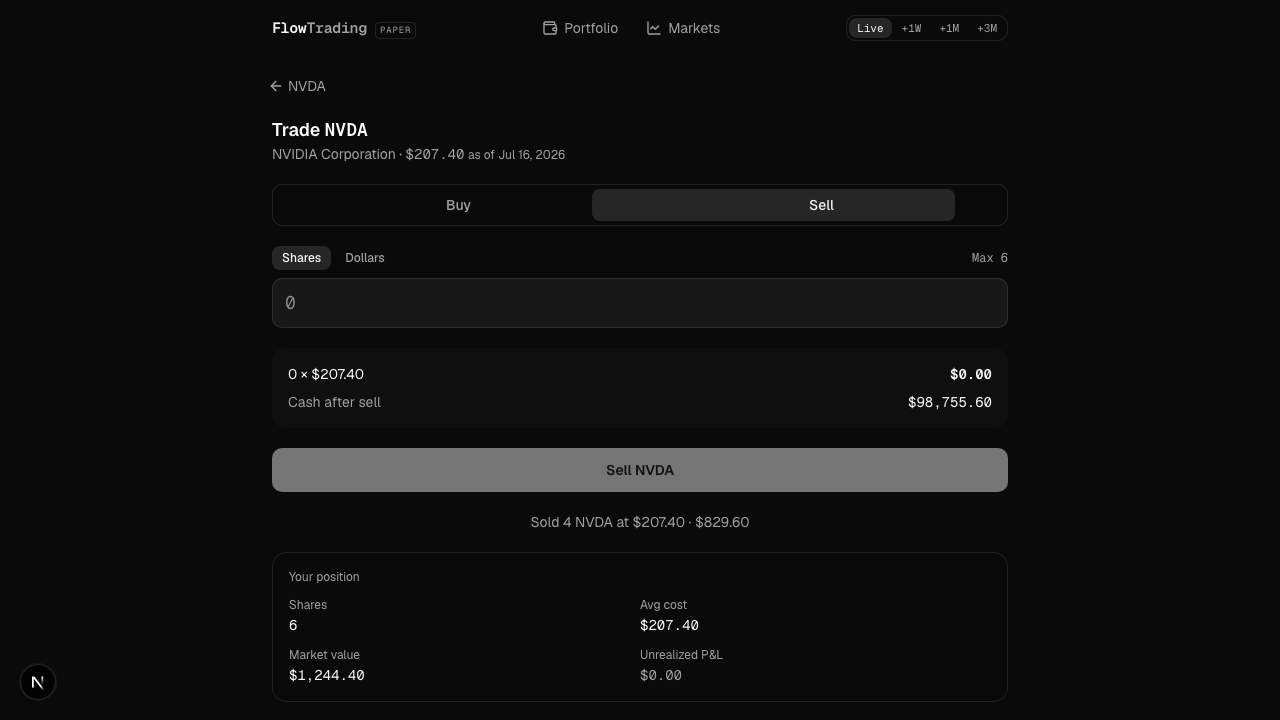 FlowTrading PAPER Portfolio Markets Live +1W +1M +3M
NVDA
Trade NVDA
NVIDIA Corporation · $207.40 as of Jul 16, 2026
Buy Sell
Shares Dollars Max 6
0
0 × $207.40 $0.00
Cash after sell $98,755.60
Sell NVDA
Sold 4 NVDA at $207.40 · $829.60
Your position
Shares Avg cost
6 $207.40
Market value Unrealized P&L
$1,244.40 $0.00
N